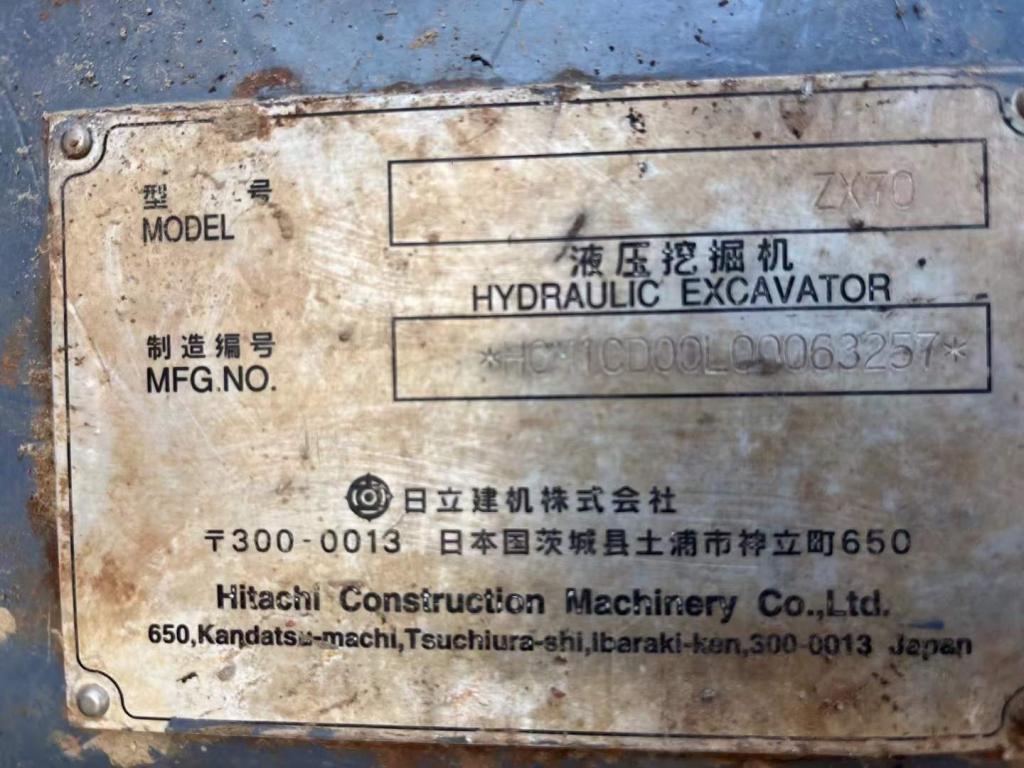 型号 ZX70
MODEL
液压挖掘机
HYDRAULIC EXCAVATOR
制造编号 *HCM1CD00L00063257*
MFG.NO.
日立建机株式会社
〒300-0013 日本国茨城县土浦市神立町650
Hitachi Construction Machinery Co.,Ltd.
650,Kandatsu-machi,Tsuchiura-shi,Ibaraki-ken,300-0013 Japan